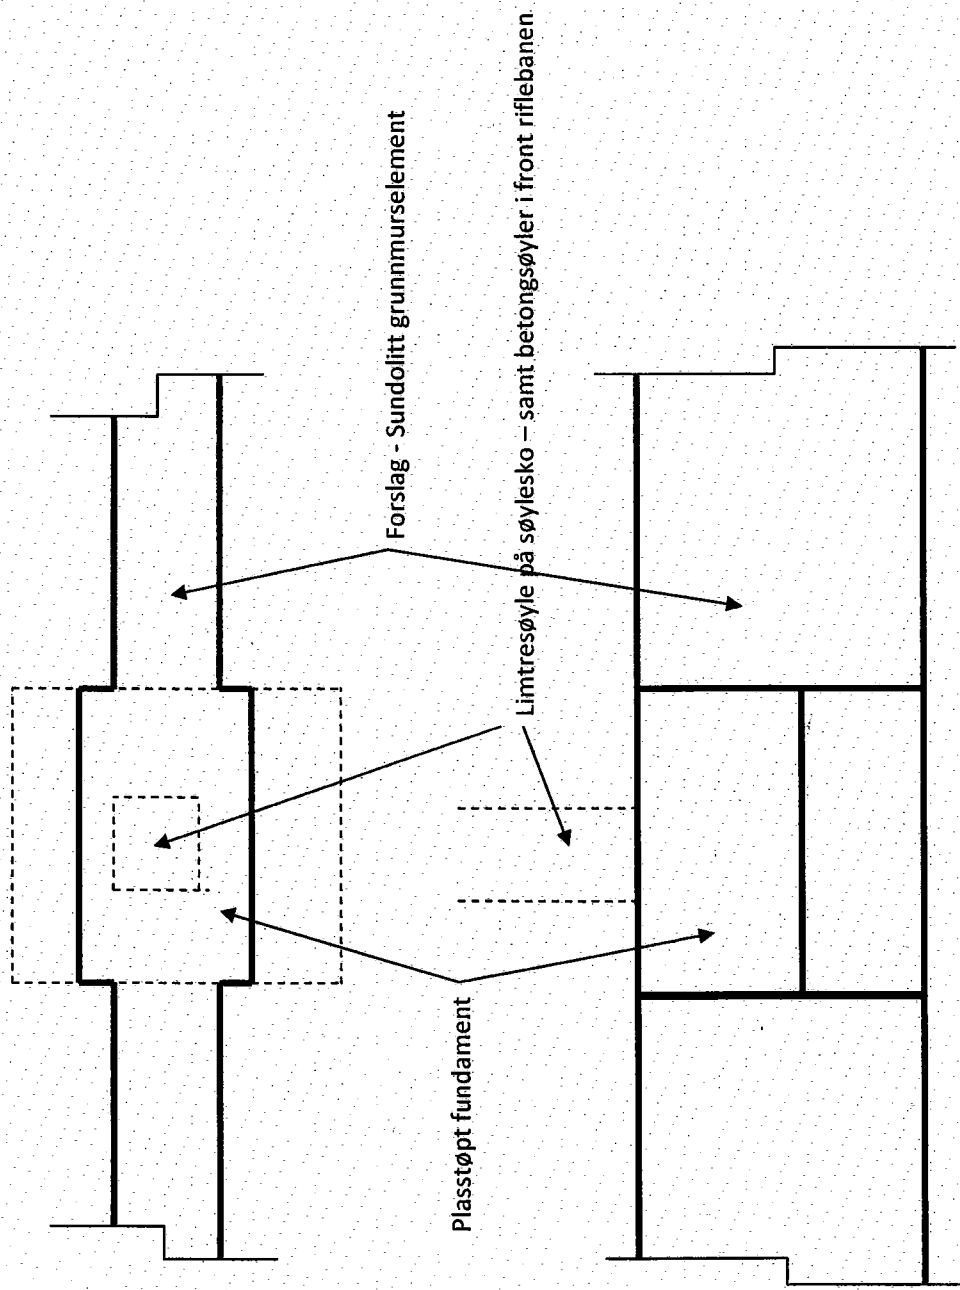 Forslag - Sundolitt grunnmurselement
Limtresøyle på søylesko – samt betongsøyler i front riflebanen
Plasstøpt fundament